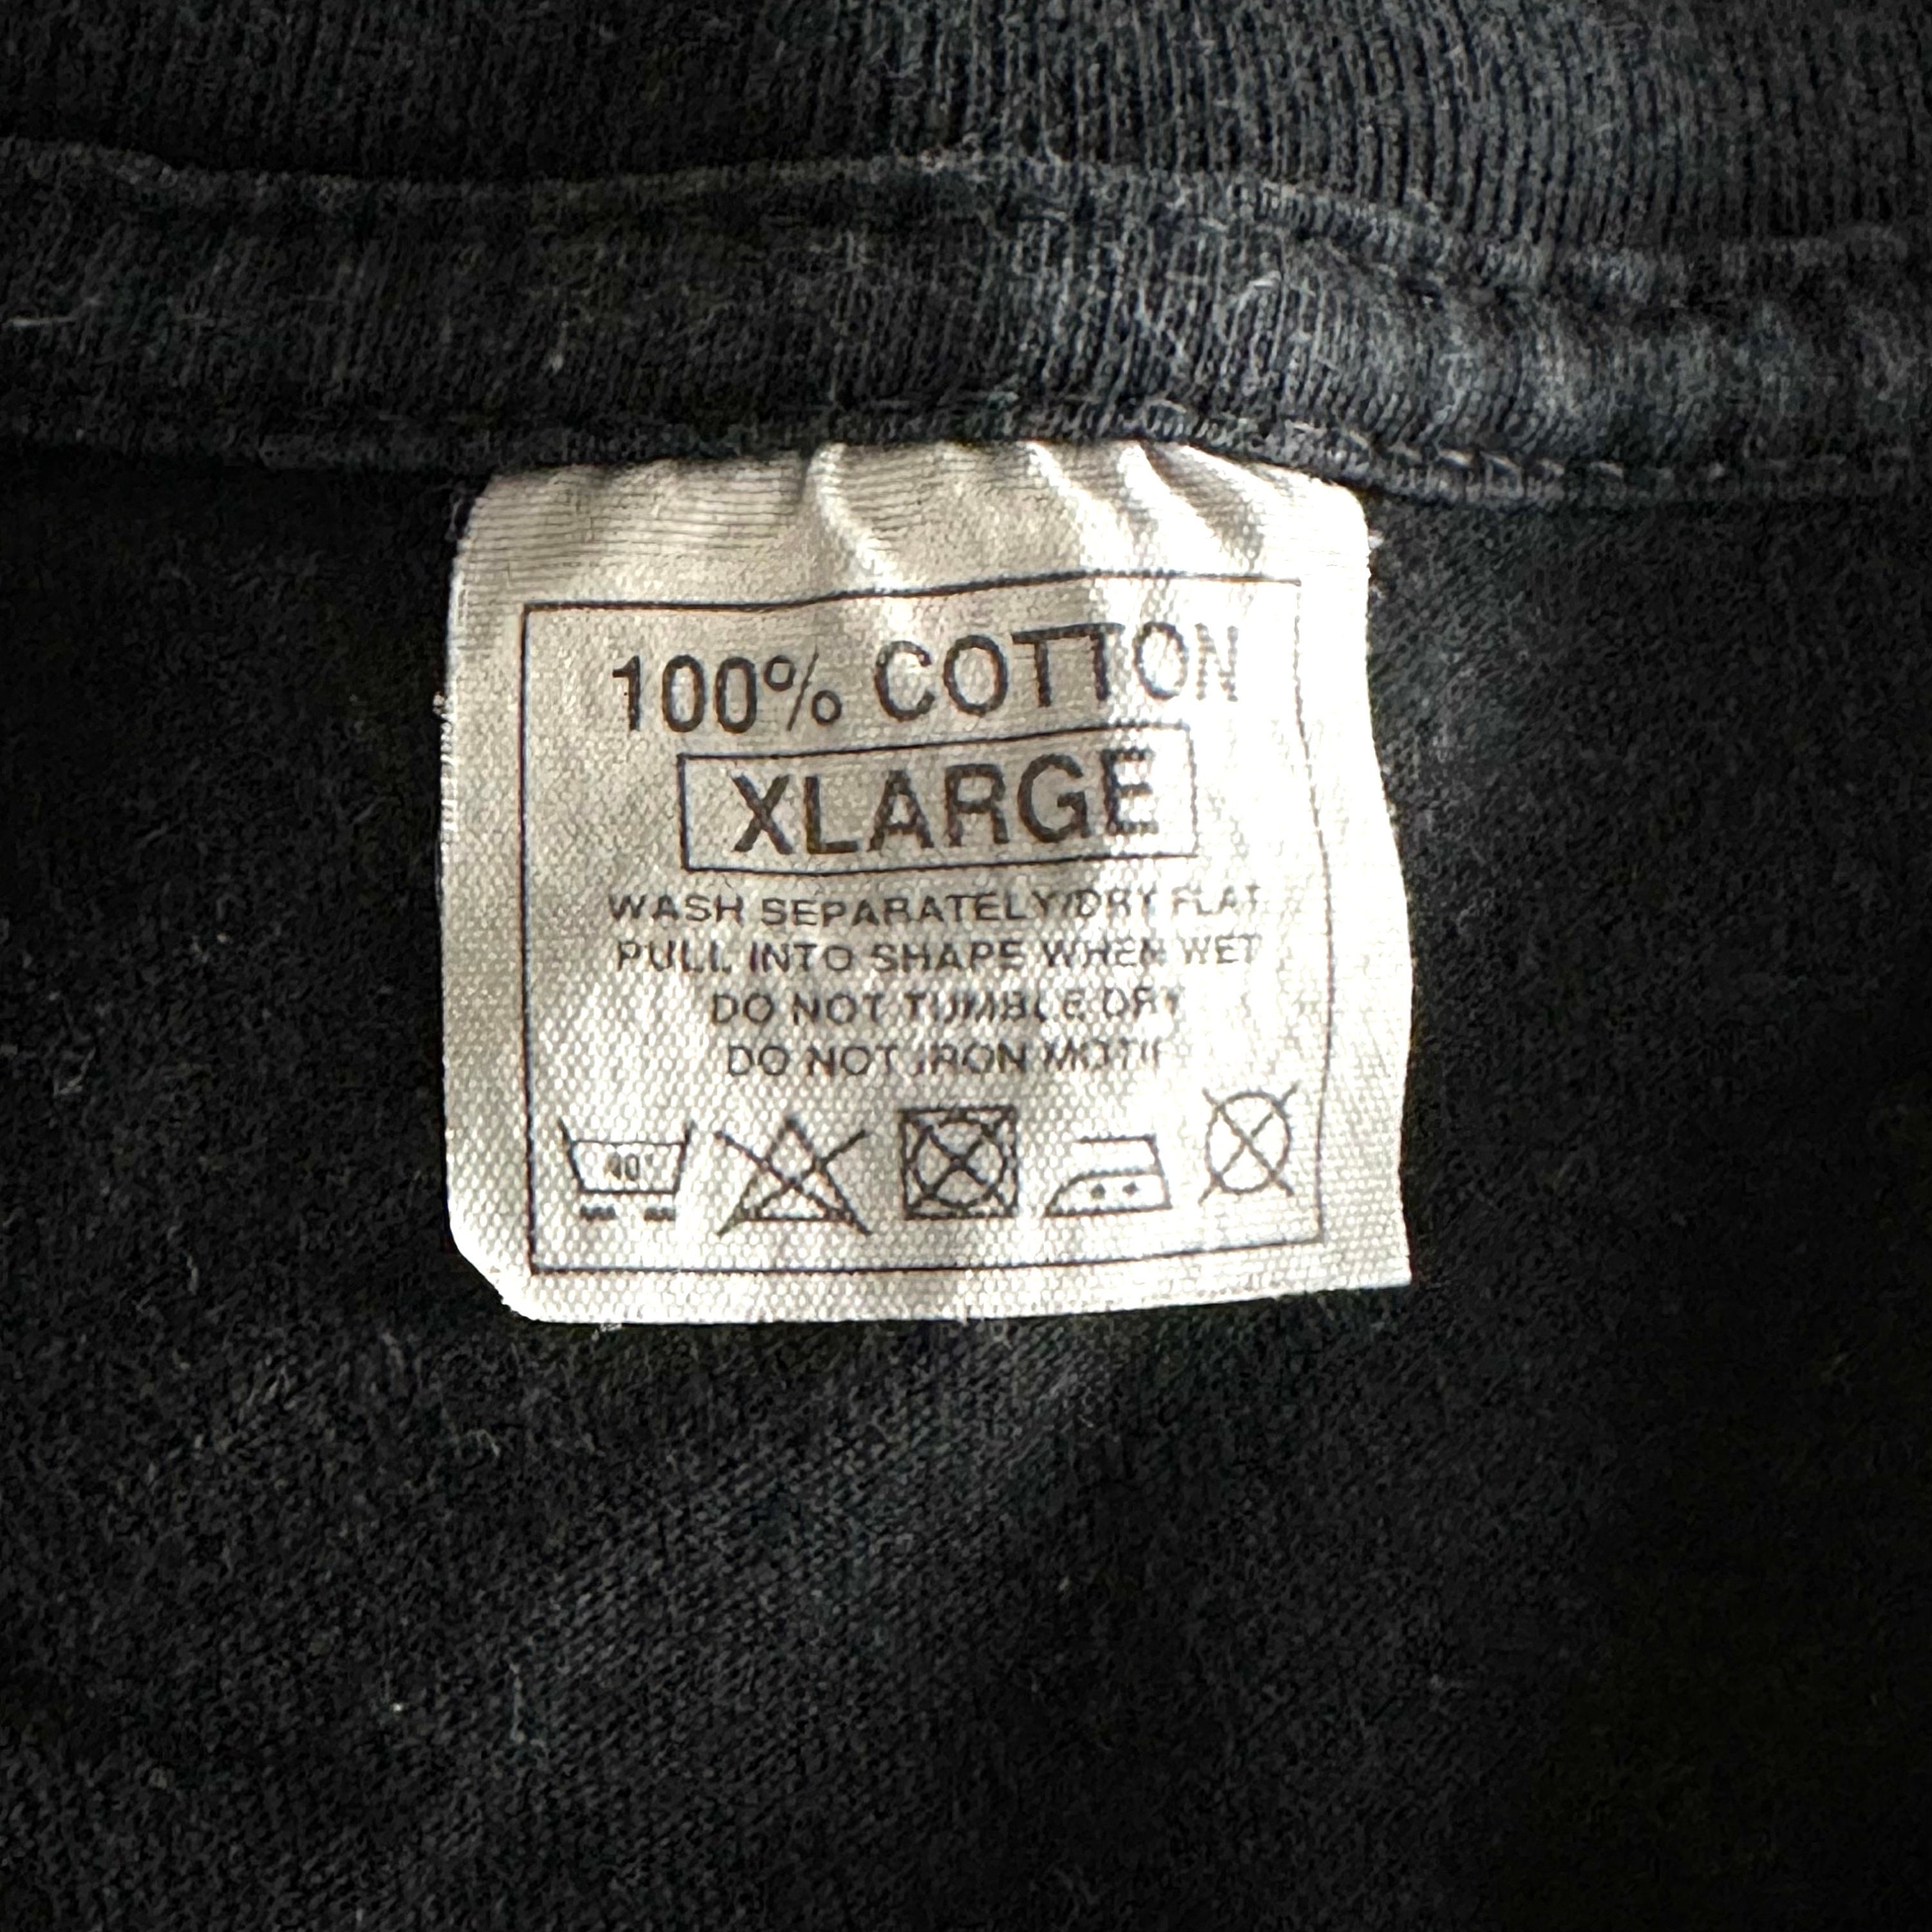 100% COTTON
XLARGE
WASH SEPARATELY/DRY FLAT
PULL INTO SHAPE WHEN WET
DO NOT TUMBLE DRY
DO NOT IRON MOTIF
40°